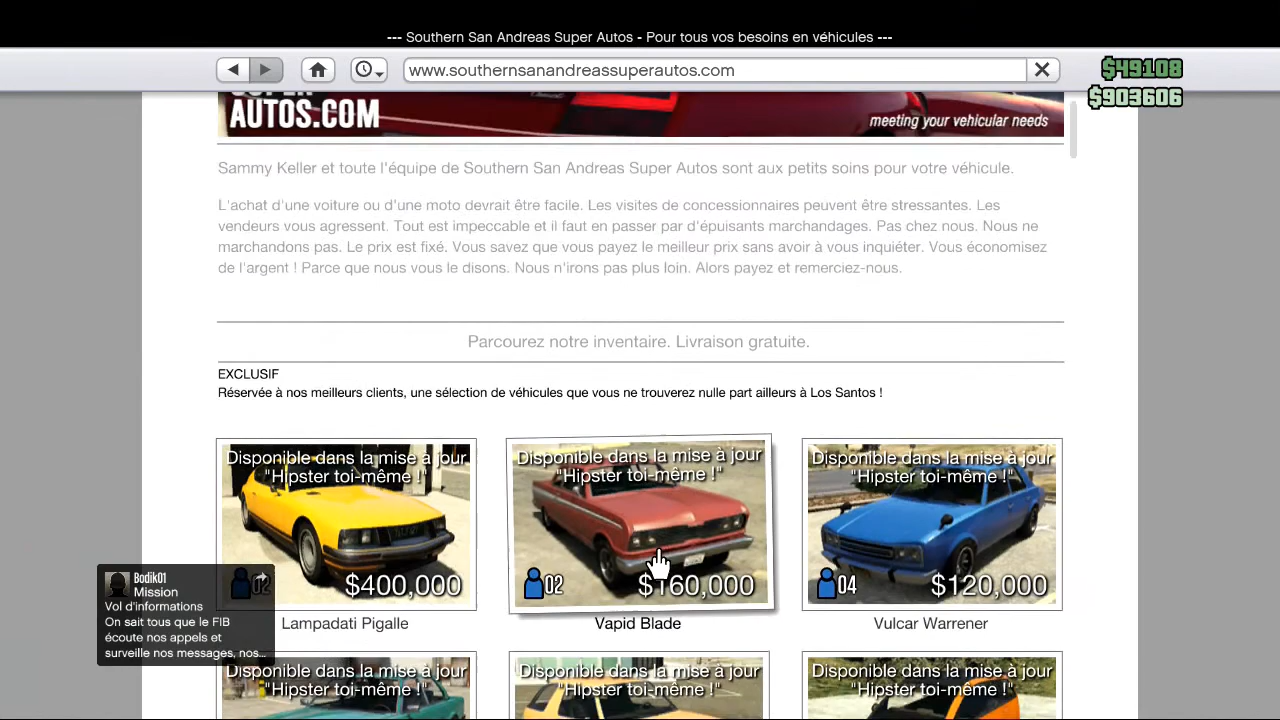 --- Southern San Andreas Super Autos - Pour tous vos besoins en véhicules ---
www.southernsanandreassuperautos.com
$49108
$903606
AUTOS.COM
meeting your vehicular needs
Sammy Keller et toute l'équipe de Southern San Andreas Super Autos sont aux petits soins pour votre véhicule.
L'achat d'une voiture ou d'une moto devrait être facile. Les visites de concessionnaires peuvent être stressantes. Les
vendeurs vous agressent. Tout est impeccable et il faut en passer par d'épuisants marchandages. Pas chez nous. Nous ne
marchandons pas. Le prix est fixé. Vous savez que vous payez le meilleur prix sans avoir à vous inquiéter. Vous économisez
de l'argent ! Parce que nous vous le disons. Nous n'irons pas plus loin. Alors payez et remerciez-nous.
Parcourez notre inventaire. Livraison gratuite.
EXCLUSIF
Réservée à nos meilleurs clients, une sélection de véhicules que vous ne trouverez nulle part ailleurs à Los Santos !
Disponible dans la mise à jour
"Hipster toi-même !"
02
$400,000
Lampadati Pigalle
Disponible dans la mise à jour
"Hipster toi-même !"
02
$160,000
Vapid Blade
Disponible dans la mise à jour
"Hipster toi-même !"
04
$120,000
Vulcar Warrener
Bodik01
Mission
Vol d'informations
On sait tous que le FIB
écoute nos appels et
surveille nos messages, nos...
Disponible dans la mise à jour
"Hipster toi-même !"
Disponible dans la mise à jour
"Hipster toi-même !"
Disponible dans la mise à jour
"Hipster toi-même !"